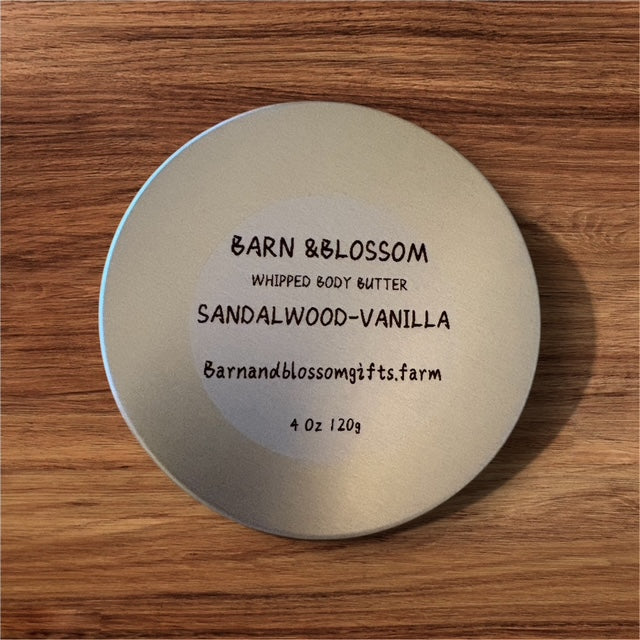 BARN &BLOSSOM
WHIPPED BODY BUTTER
SANDALWOOD-VANILLA
Barnandblossomgifts.farm
4 Oz 120g